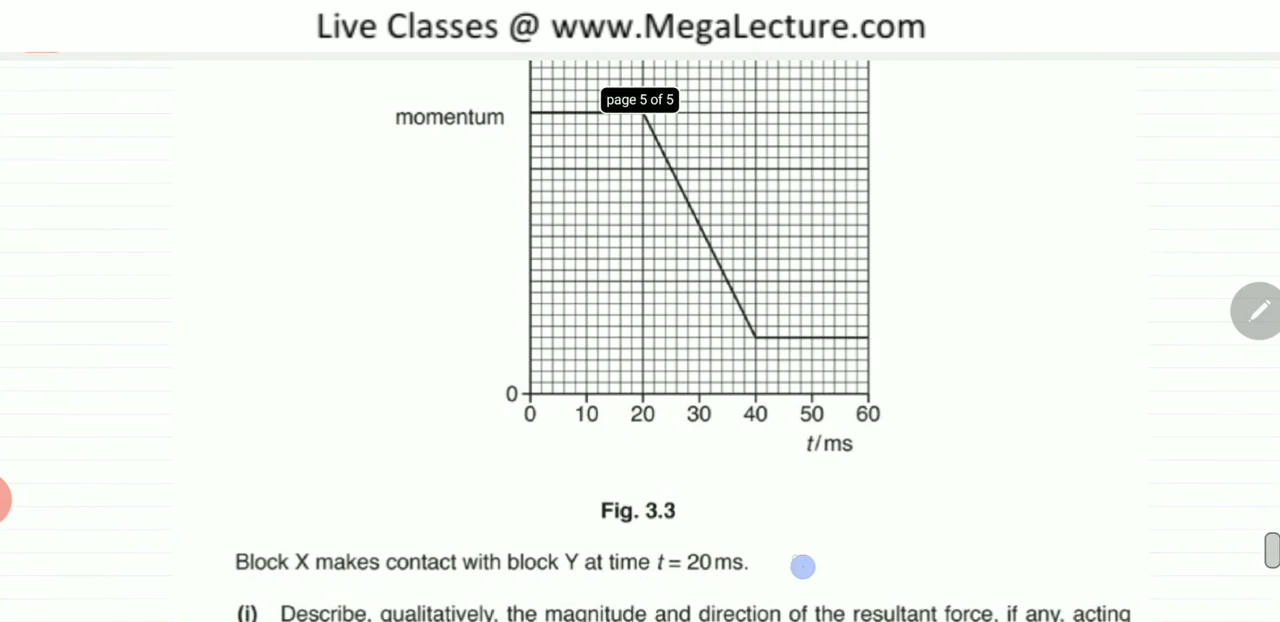 Live Classes @ www.MegaLecture.com
page 5 of 5
momentum
0
0 10 20 30 40 50 60
t/ms
Fig. 3.3
Block X makes contact with block Y at time t = 20 ms.
(i) Describe, qualitatively, the magnitude and direction of the resultant force, if any, acting